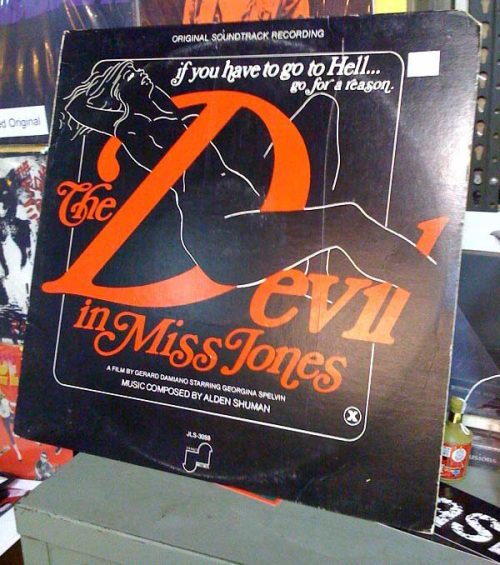 ORIGINAL SOUNDTRACK RECORDING
if you have to go to Hell...
go for a reason.
The Devil
in Miss Jones
A FILM BY GERARD DAMIANO STARRING GEORGINA SPELVIN
MUSIC COMPOSED BY ALDEN SHUMAN
X
JLS-3059
Original